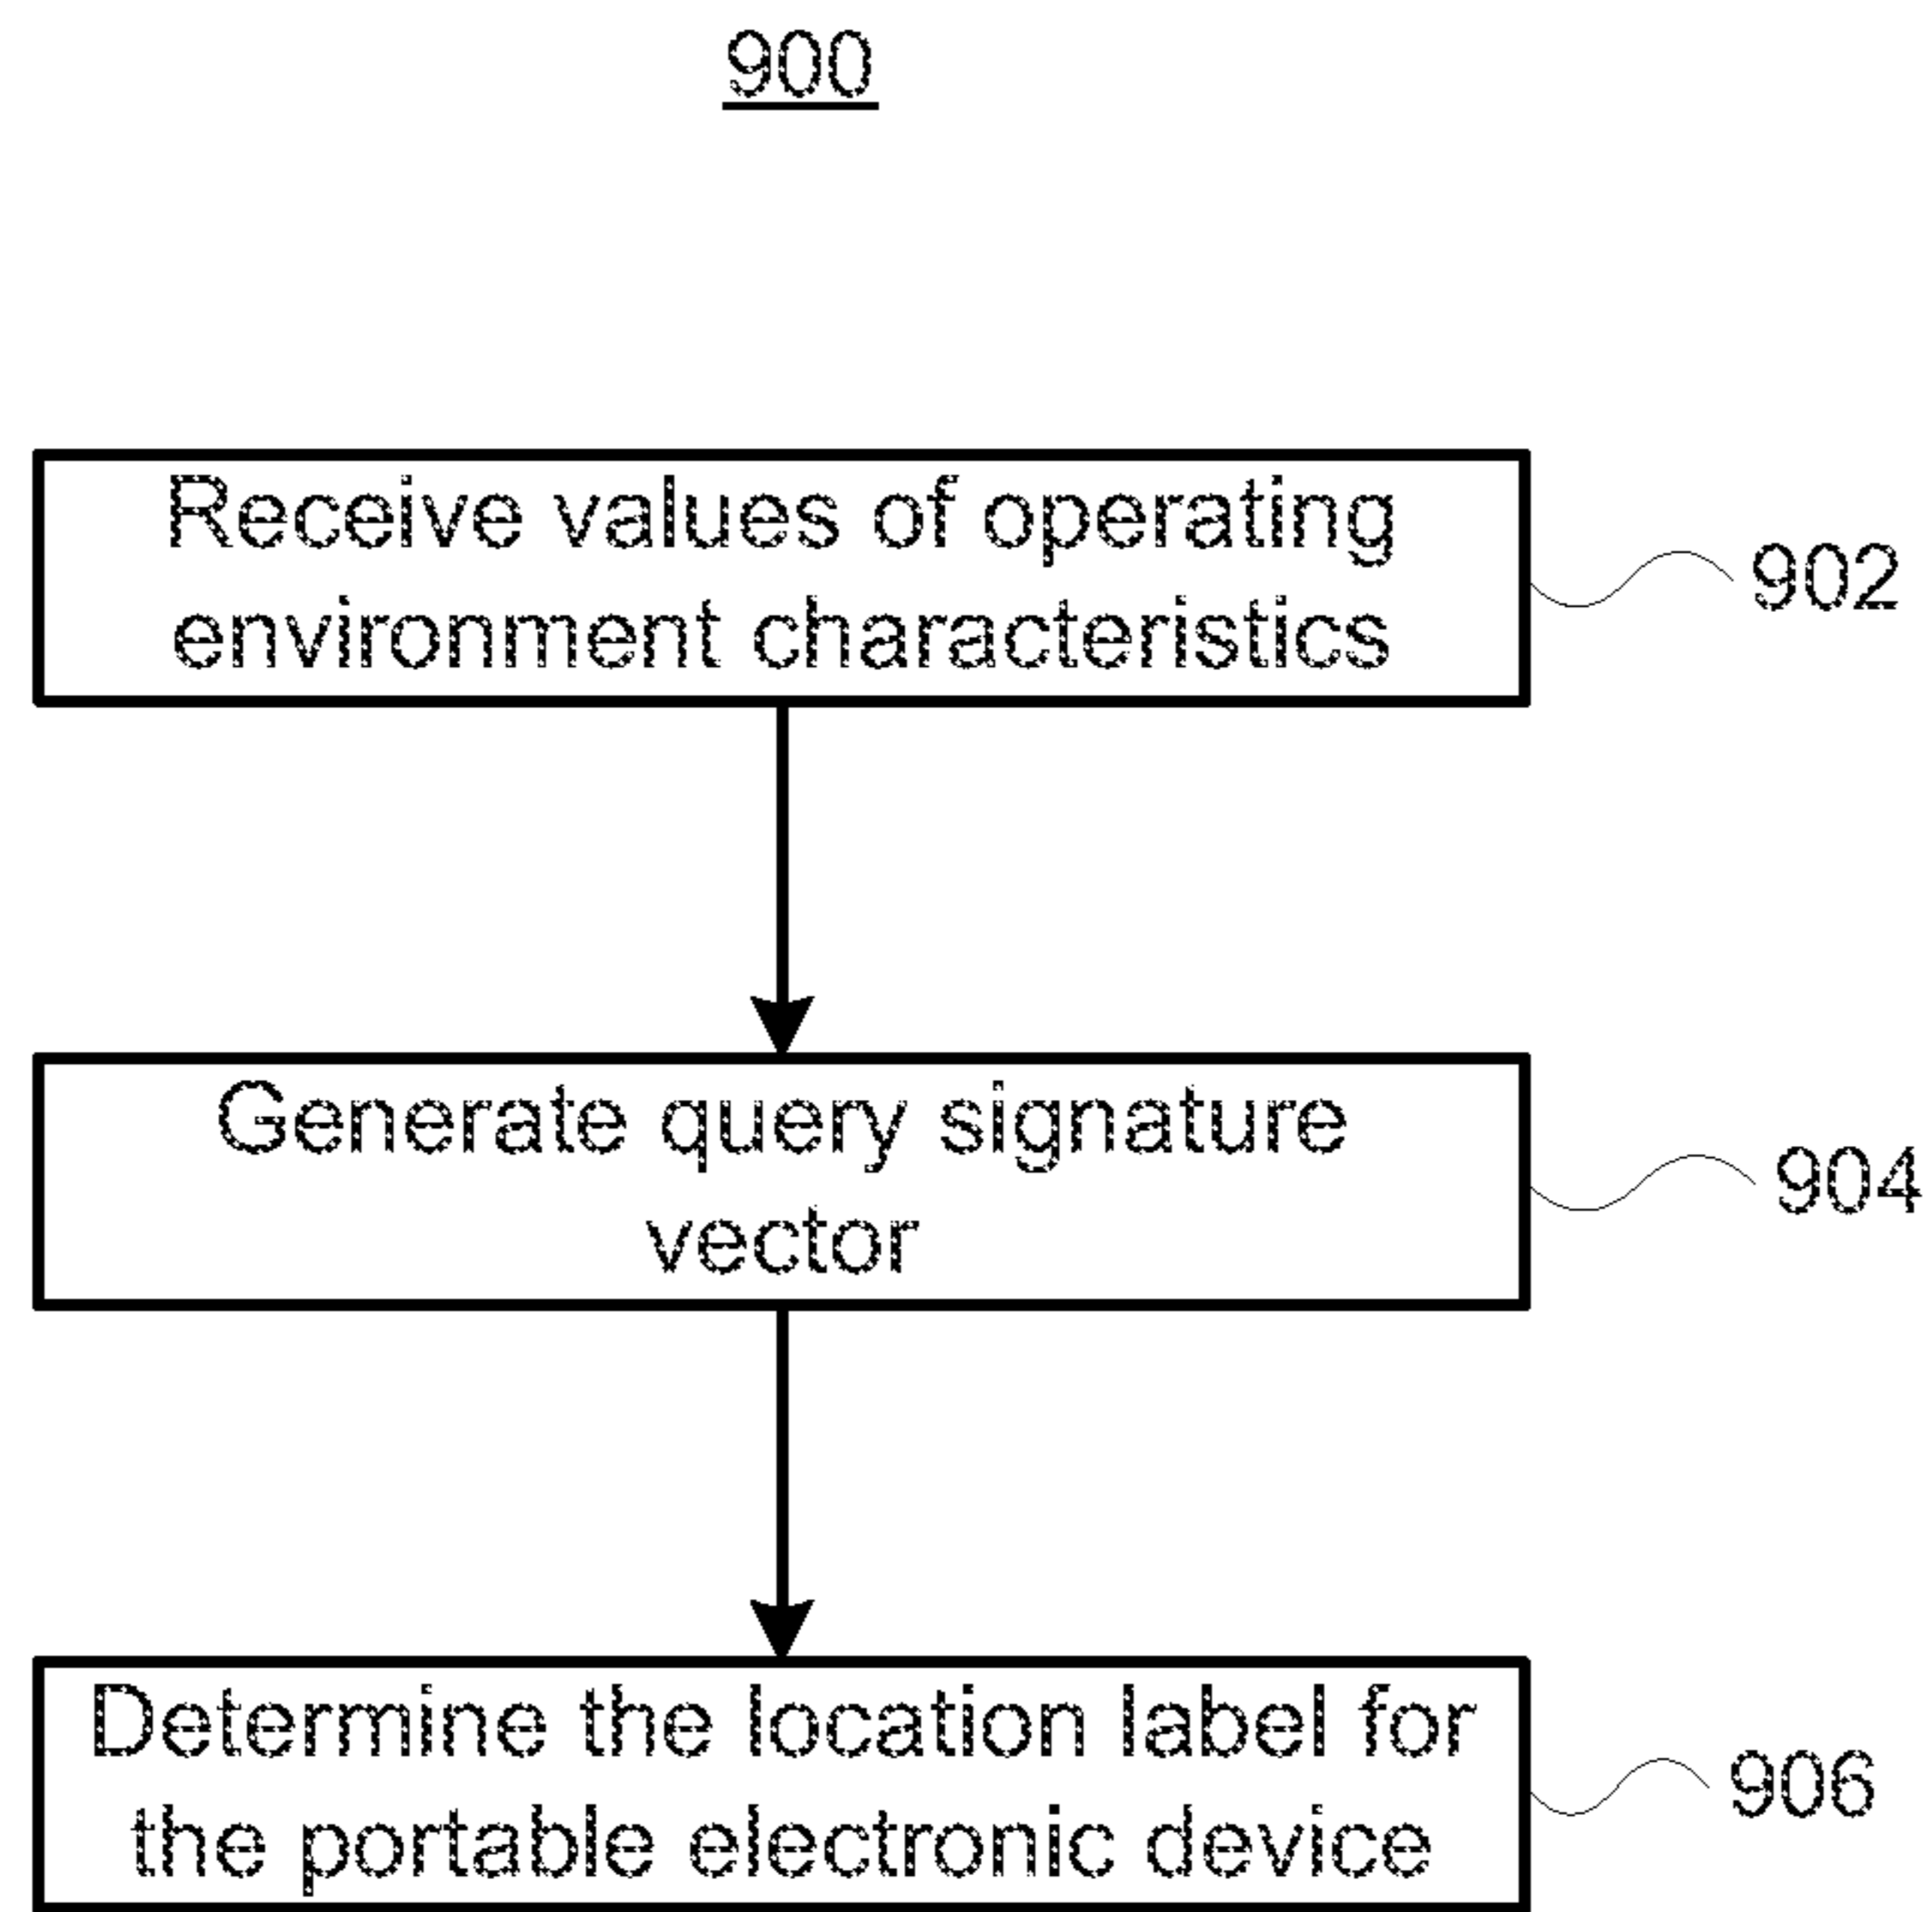 900
Receive values of operating
environment characteristics
902
Generate query signature
vector
904
Determine the location label for
the portable electronic device
906